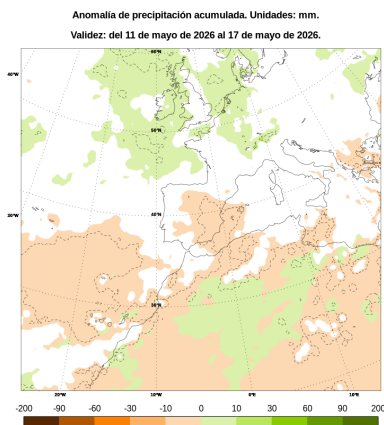 Anomalía de precipitación acumulada. Unidades: mm.
Validez: del 11 de mayo de 2026 al 17 de mayo de 2026.
60°N
40°W
50°N
30°W
40°N
20°W
10°W
0°E
10°E
-200 -90 -60 -30 -10 0 10 30 60 90 200